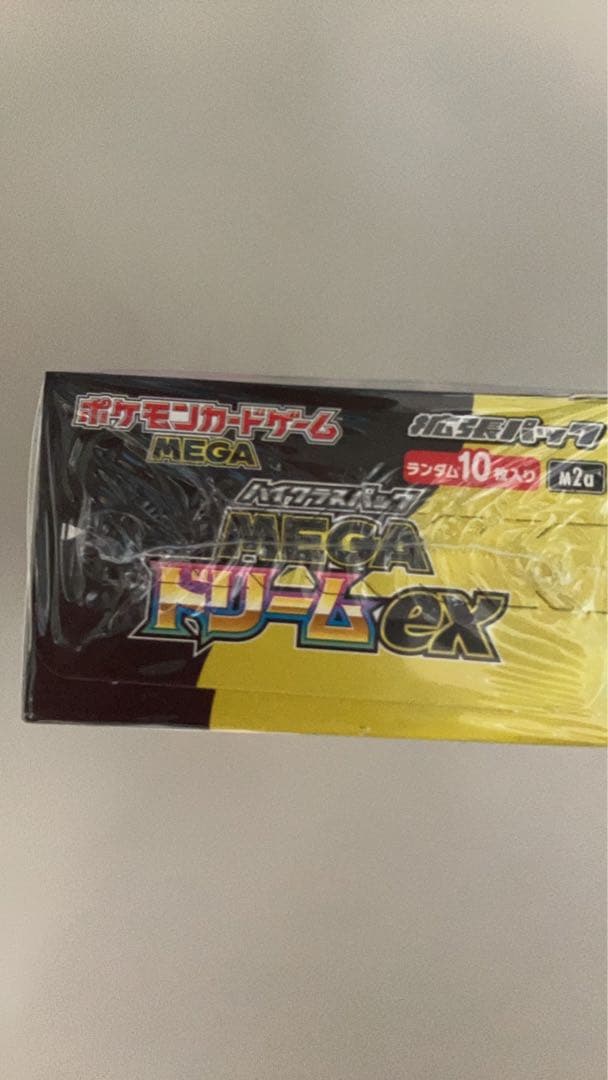 ポケモンカードゲーム
MEGA
拡張パック
ランダム10枚入り
M2a
ハイクラスパック
MEGA
ドリームex